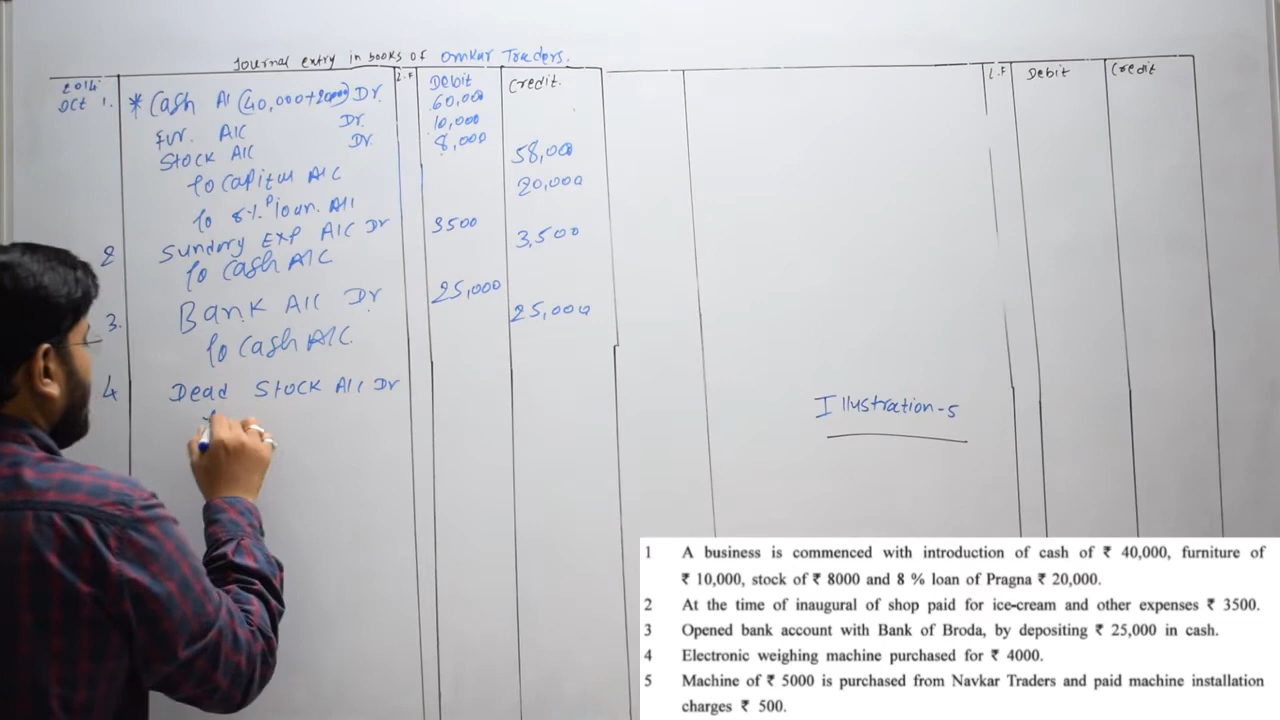 Journal entry in books of Omkar Traders.
2014 L.F Debit Credit. L.F Debit Credit
Oct 1. * Cash A/c (40,000+20000) Dr. 60,000
Fur. A/c Dr. 10,000
Stock A/c Dr. 8,000
To Capital A/c 58,000
To 8% P loan. A/c 20,000
2 Sundry Exp A/c Dr 3500
To Cash A/c 3,500
3. Bank A/c Dr 25,000
To Cash A/c 25,000
4 Dead Stock A/c Dr
Illustration-5
1 A business is commenced with introduction of cash of ₹ 40,000, furniture of
₹ 10,000, stock of ₹ 8000 and 8 % loan of Pragna ₹ 20,000.
2 At the time of inaugural of shop paid for ice-cream and other expenses ₹ 3500.
3 Opened bank account with Bank of Broda, by depositing ₹ 25,000 in cash.
4 Electronic weighing machine purchased for ₹ 4000.
5 Machine of ₹ 5000 is purchased from Navkar Traders and paid machine installation
charges ₹ 500.